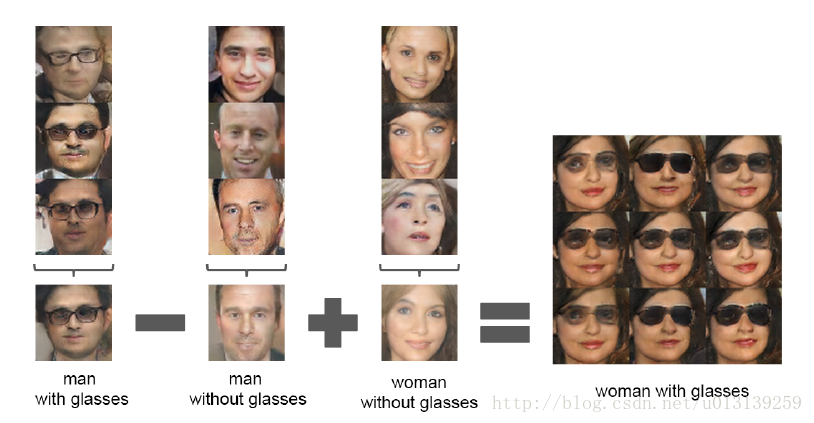 man
with glasses
man
without glasses
woman
without glasses
woman with glasses
http://blog.csdn.net/u013139259